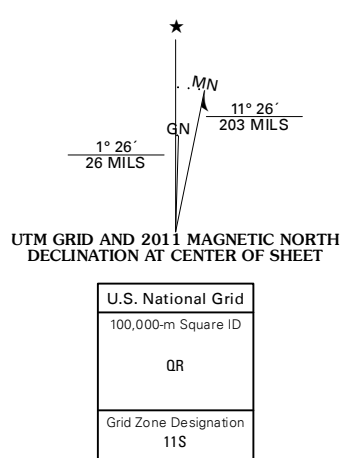 ★
MN
11° 26´
203 MILS
GN
1° 26´
26 MILS
UTM GRID AND 2011 MAGNETIC NORTH
DECLINATION AT CENTER OF SHEET
U.S. National Grid
100,000-m Square ID
QR
Grid Zone Designation
11S